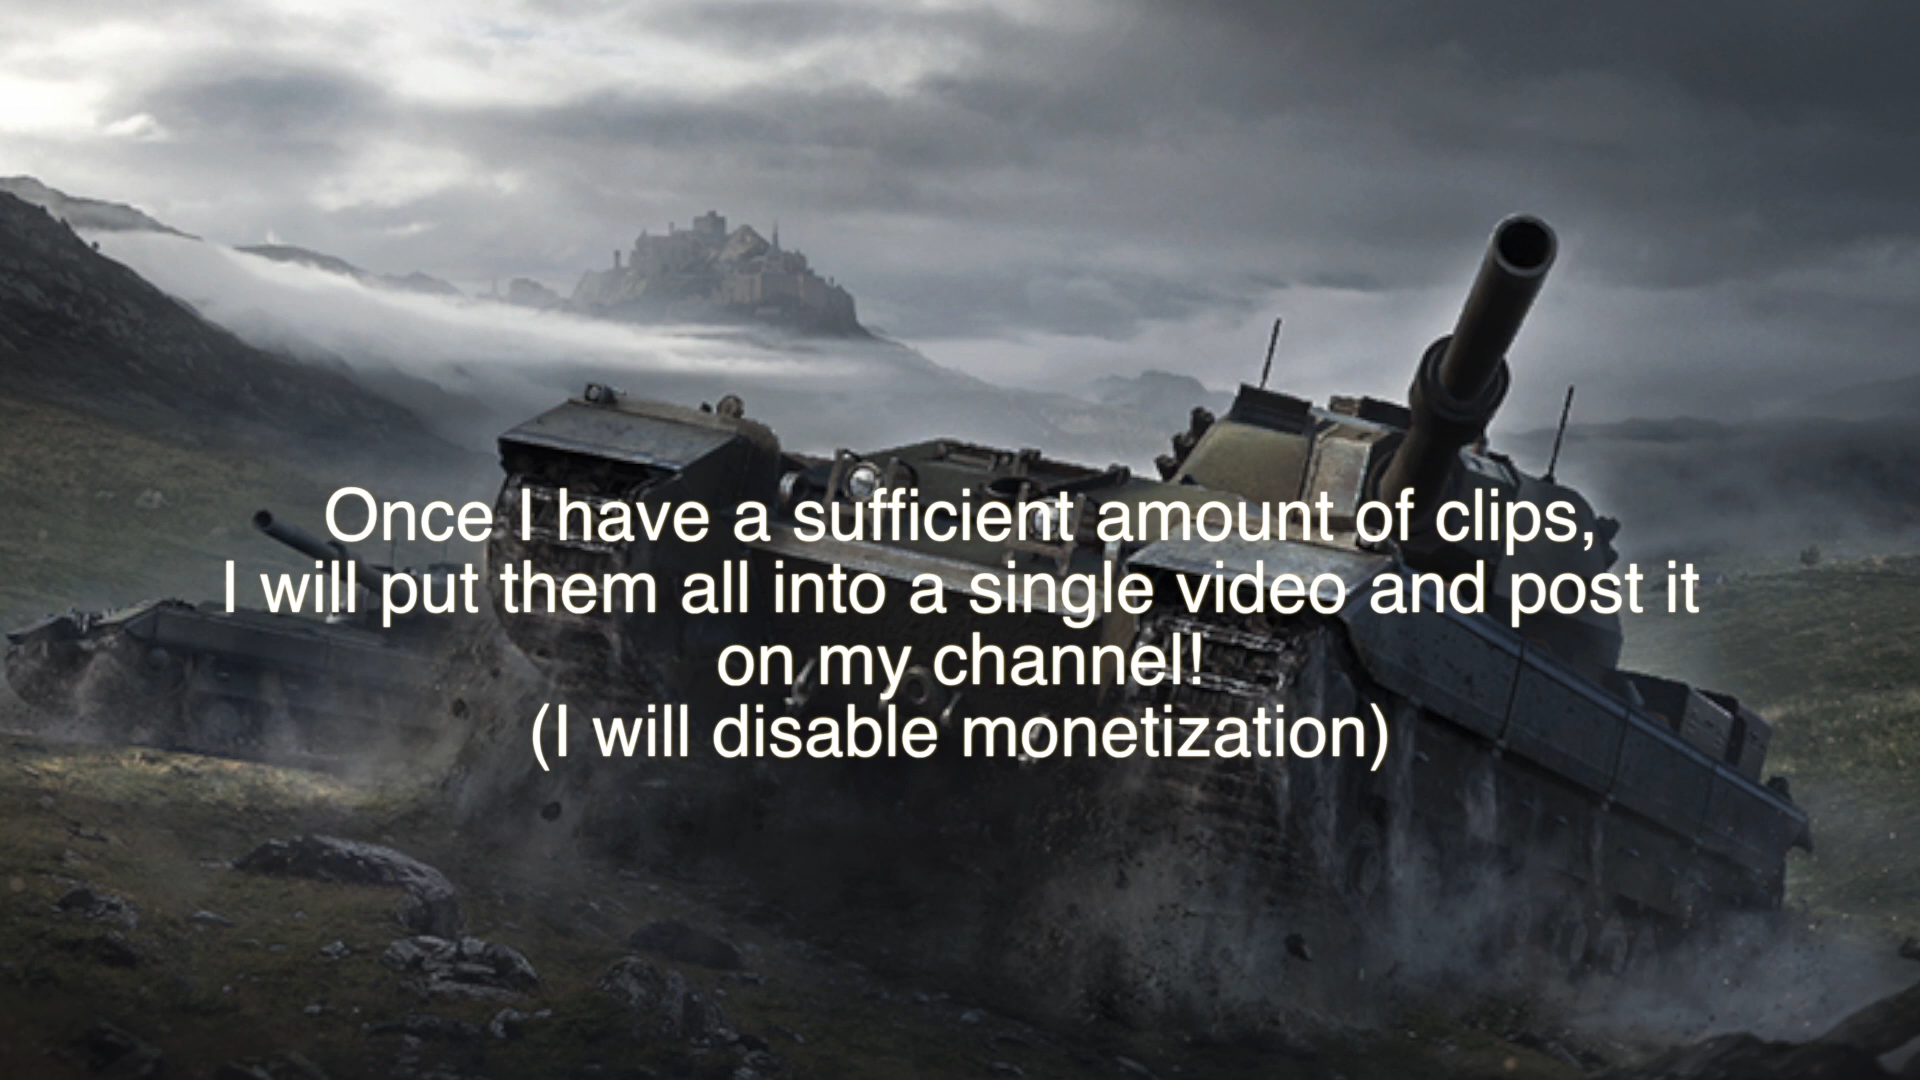 Once I have a sufficient amount of clips,
I will put them all into a single video and post it
on my channel!
(I will disable monetization)